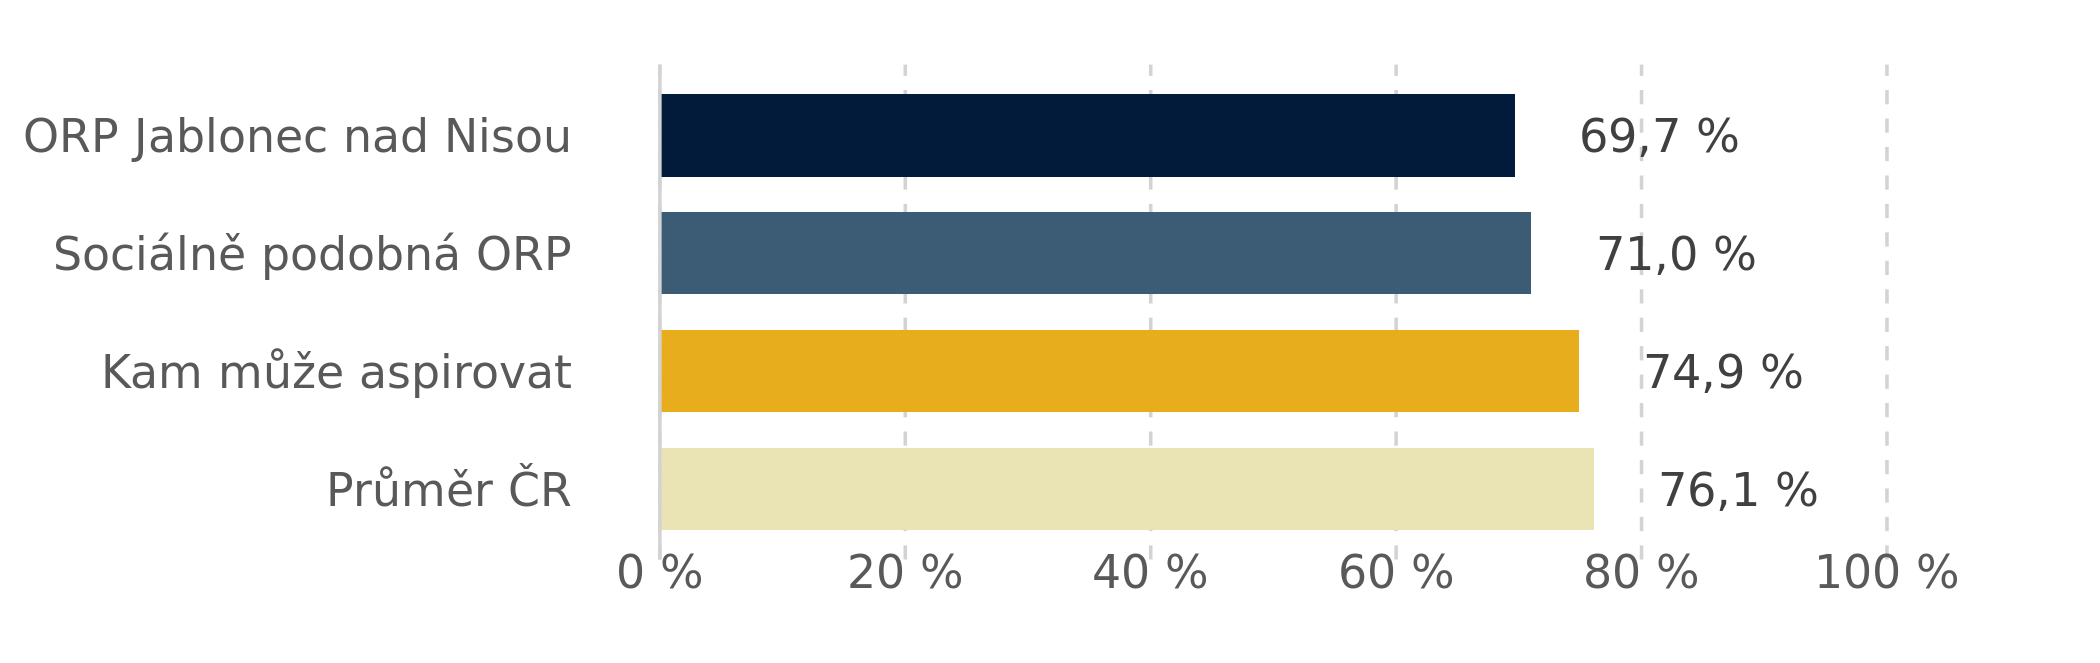 ORP Jablonec nad Nisou 69,7 %
Sociálně podobná ORP 71,0 %
Kam může aspirovat 74,9 %
Průměr ČR 76,1 %
0 % 20 % 40 % 60 % 80 % 100 %